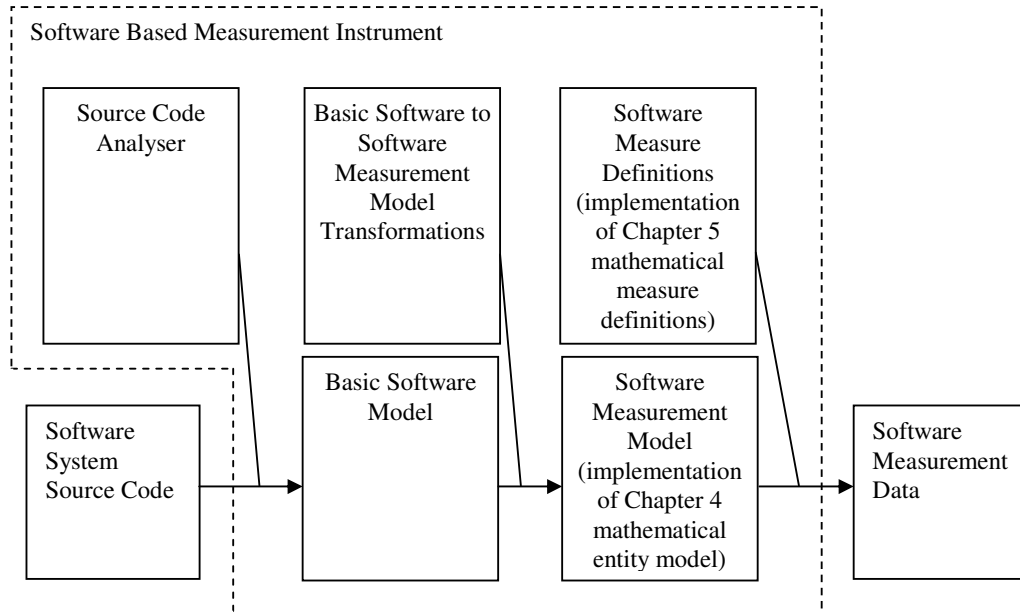 Software Based Measurement Instrument
Source Code
Analyser
Basic Software to
Software
Measurement
Model
Transformations
Software
Measure
Definitions
(implementation
of Chapter 5
mathematical
measure
definitions)
Software
System
Source Code
Basic Software
Model
Software
Measurement
Model
(implementation
of Chapter 4
mathematical
entity model)
Software
Measurement
Data